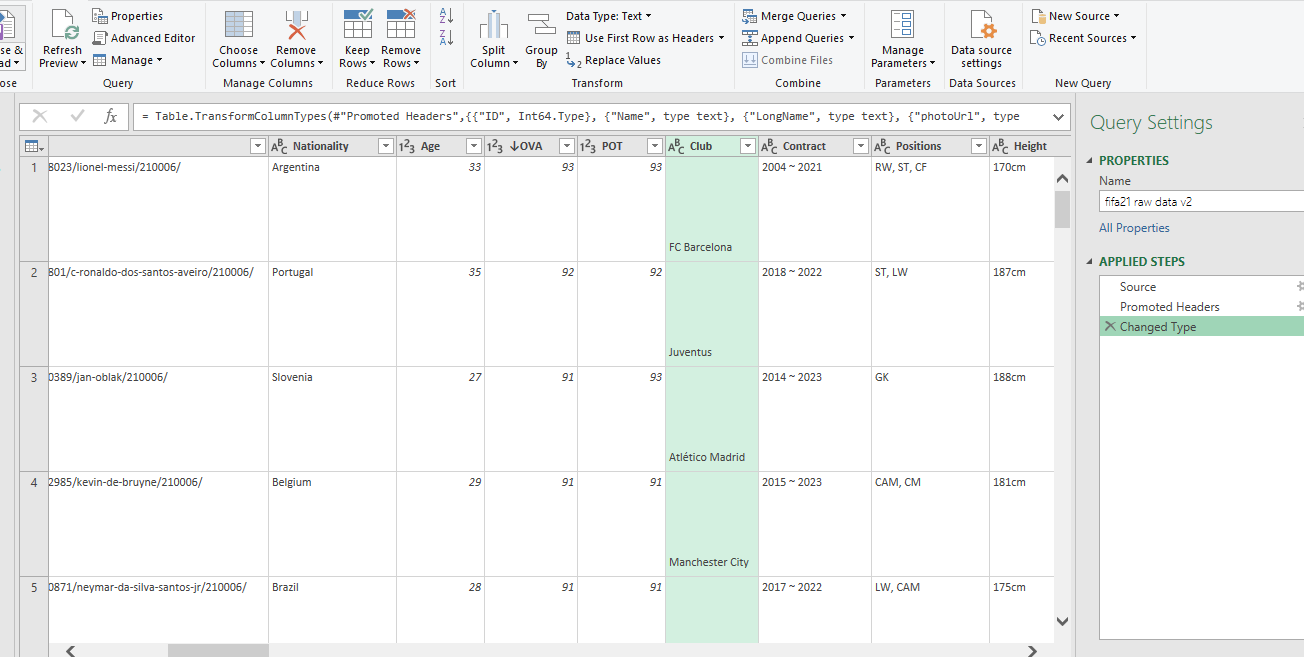 Properties
Advanced Editor
Manage
Refresh
Preview
Query
Choose
Columns
Remove
Columns
Manage Columns
Keep
Rows
Remove
Rows
Reduce Rows
Sort
Split
Column
Group
By
Data Type: Text
Use First Row as Headers
Replace Values
Transform
Merge Queries
Append Queries
Combine Files
Combine
Manage
Parameters
Parameters
Data source
settings
Data Sources
New Source
Recent Sources
New Query
fx = Table.TransformColumnTypes(#"Promoted Headers",{{"ID", Int64.Type}, {"Name", type text}, {"LongName", type text}, {"photoUrl", type
Nationality Age ↓OVA POT Club Contract Positions Height
1 8023/lionel-messi/210006/ Argentina 33 93 93 2004 ~ 2021 RW, ST, CF 170cm
FC Barcelona
2 801/c-ronaldo-dos-santos-aveiro/210006/ Portugal 35 92 92 2018 ~ 2022 ST, LW 187cm
Juventus
3 0389/jan-oblak/210006/ Slovenia 27 91 93 2014 ~ 2023 GK 188cm
Atlético Madrid
4 2985/kevin-de-bruyne/210006/ Belgium 29 91 91 2015 ~ 2023 CAM, CM 181cm
Manchester City
5 0871/neymar-da-silva-santos-jr/210006/ Brazil 28 91 91 2017 ~ 2022 LW, CAM 175cm
Query Settings
PROPERTIES
Name
fifa21 raw data v2
All Properties
APPLIED STEPS
Source
Promoted Headers
Changed Type